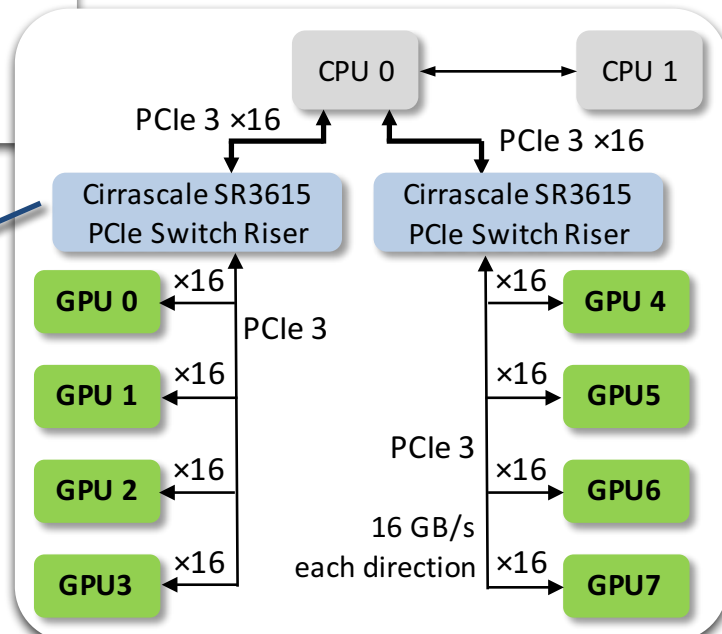 CPU 0
CPU 1
PCIe 3 ×16
PCIe 3 ×16
Cirrascale SR3615
PCIe Switch Riser
Cirrascale SR3615
PCIe Switch Riser
GPU 0
×16
PCIe 3
GPU 1
×16
GPU 2
×16
GPU3
×16
×16
GPU 4
×16
GPU5
PCIe 3
×16
GPU6
16 GB/s
each direction
×16
GPU7